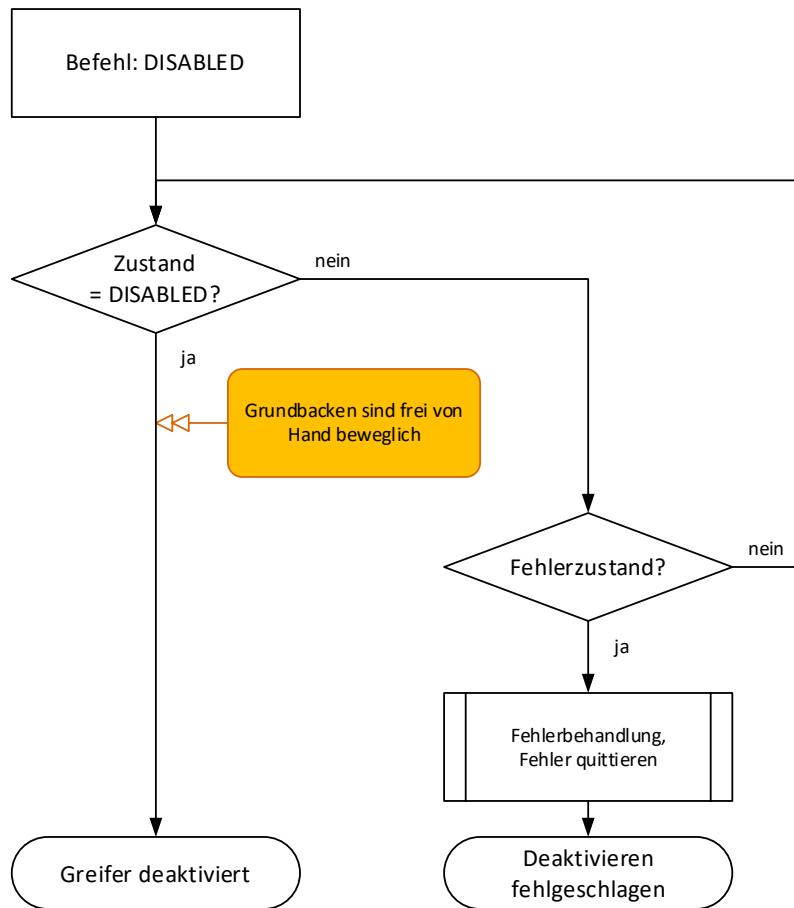 Befehl: DISABLED
Zustand
= DISABLED?
nein
ja
Grundbacken sind frei von
Hand beweglich
Fehlerzustand?
nein
ja
Fehlerbehandlung,
Fehler quittieren
Greifer deaktiviert
Deaktivieren
fehlgeschlagen